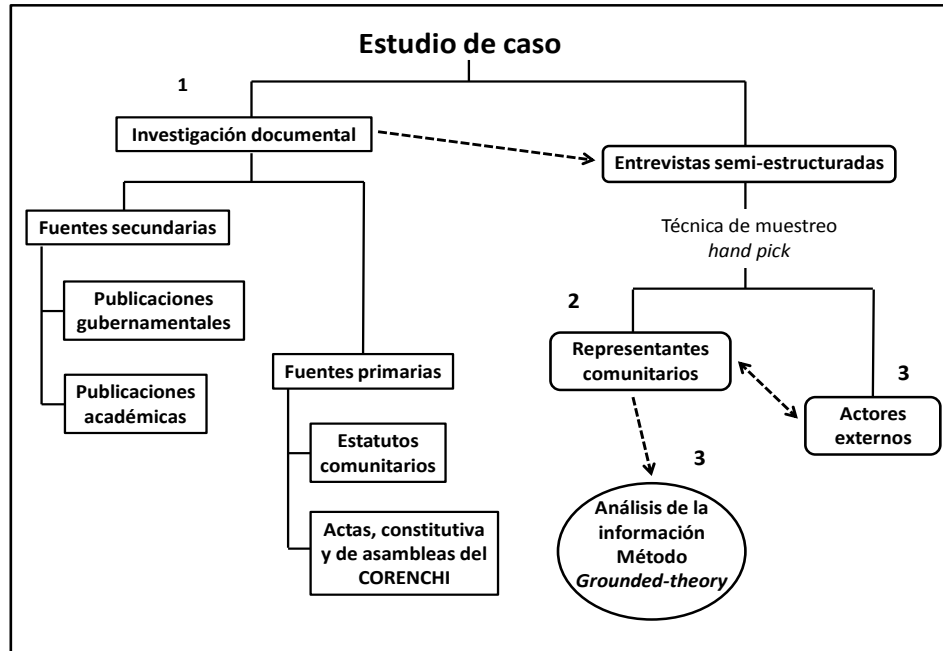 Estudio de caso
1
Investigación documental
Entrevistas semi-estructuradas
Fuentes secundarias
Técnica de muestreo
hand pick
Publicaciones
gubernamentales
2
Representantes
comunitarios
Fuentes primarias
3
Publicaciones
académicas
Actores
externos
Estatutos
comunitarios
3
Análisis de la
información
Método
Grounded-theory
Actas, constitutiva
y de asambleas del
CORENCHI